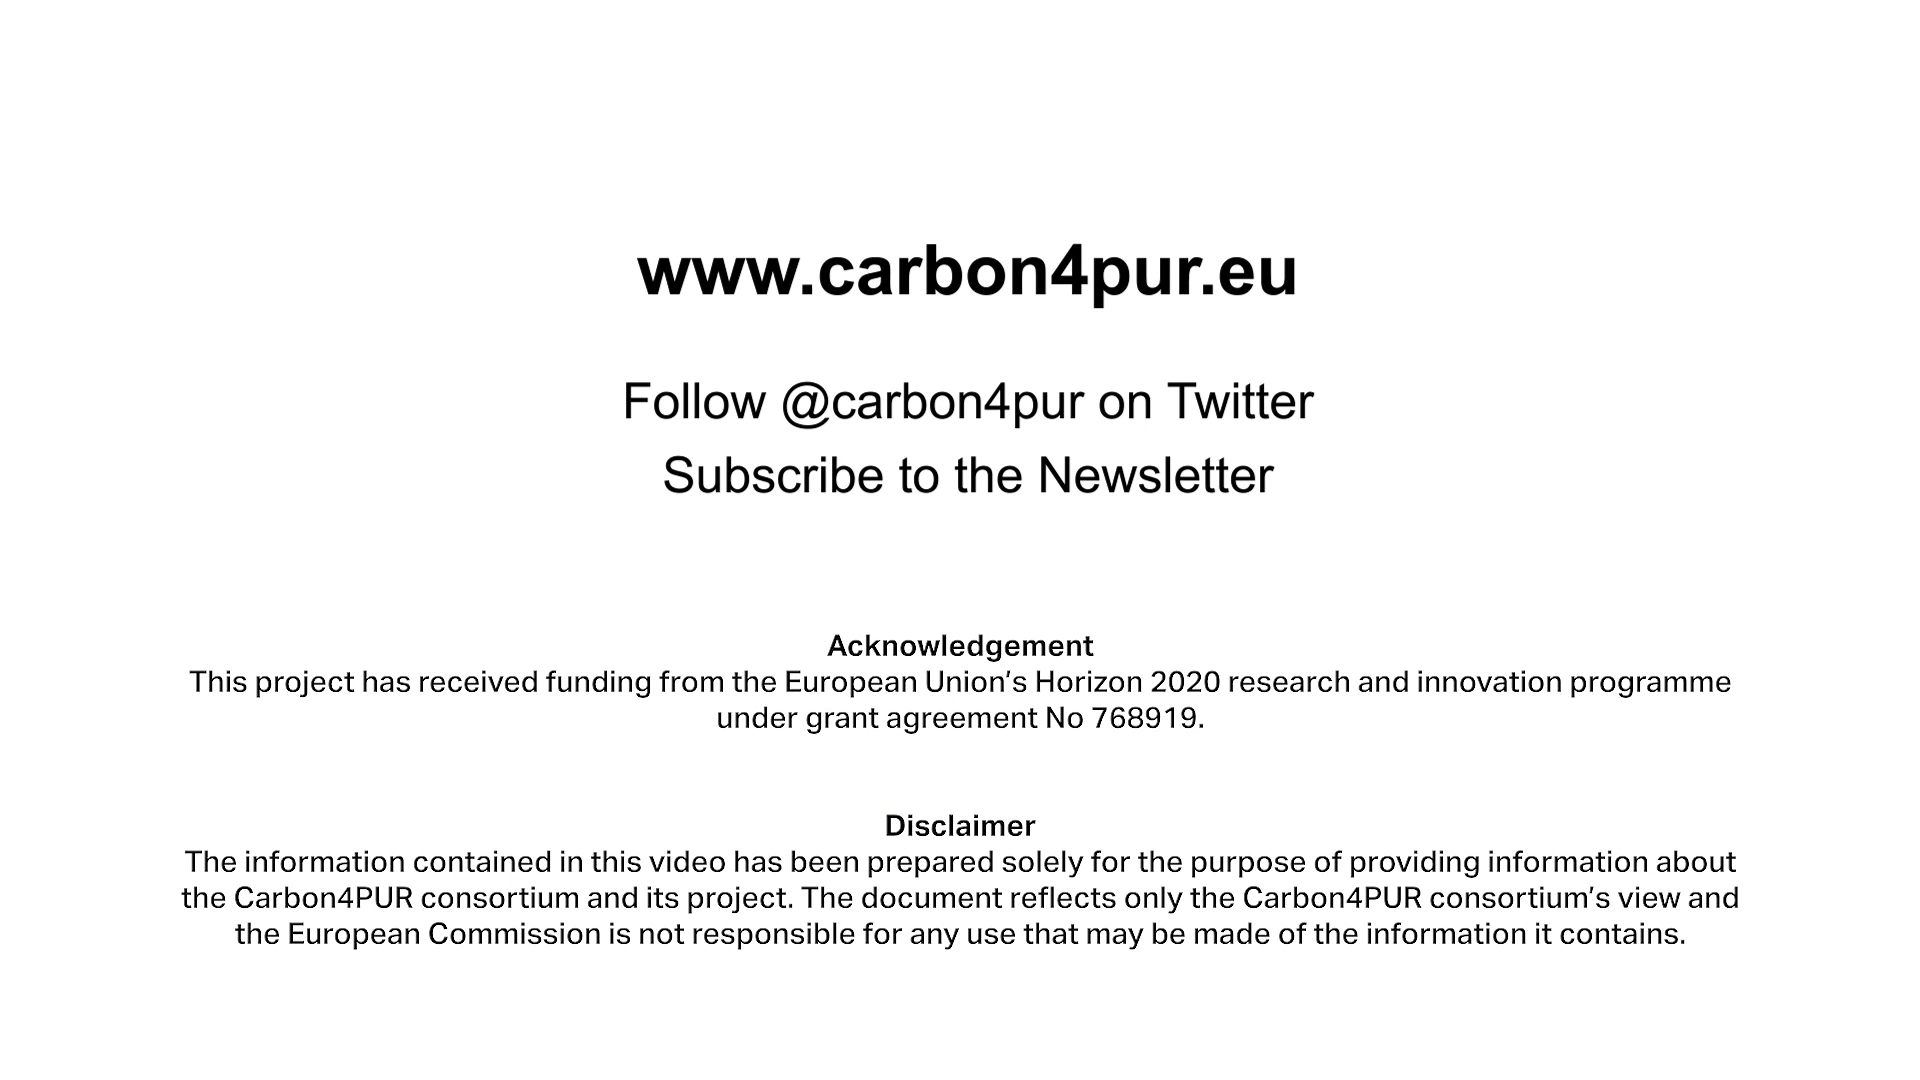 www.carbon4pur.eu
Follow @carbon4pur on Twitter
Subscribe to the Newsletter
Acknowledgement
This project has received funding from the European Union’s Horizon 2020 research and innovation programme
under grant agreement No 768919.
Disclaimer
The information contained in this video has been prepared solely for the purpose of providing information about
the Carbon4PUR consortium and its project. The document reflects only the Carbon4PUR consortium’s view and
the European Commission is not responsible for any use that may be made of the information it contains.